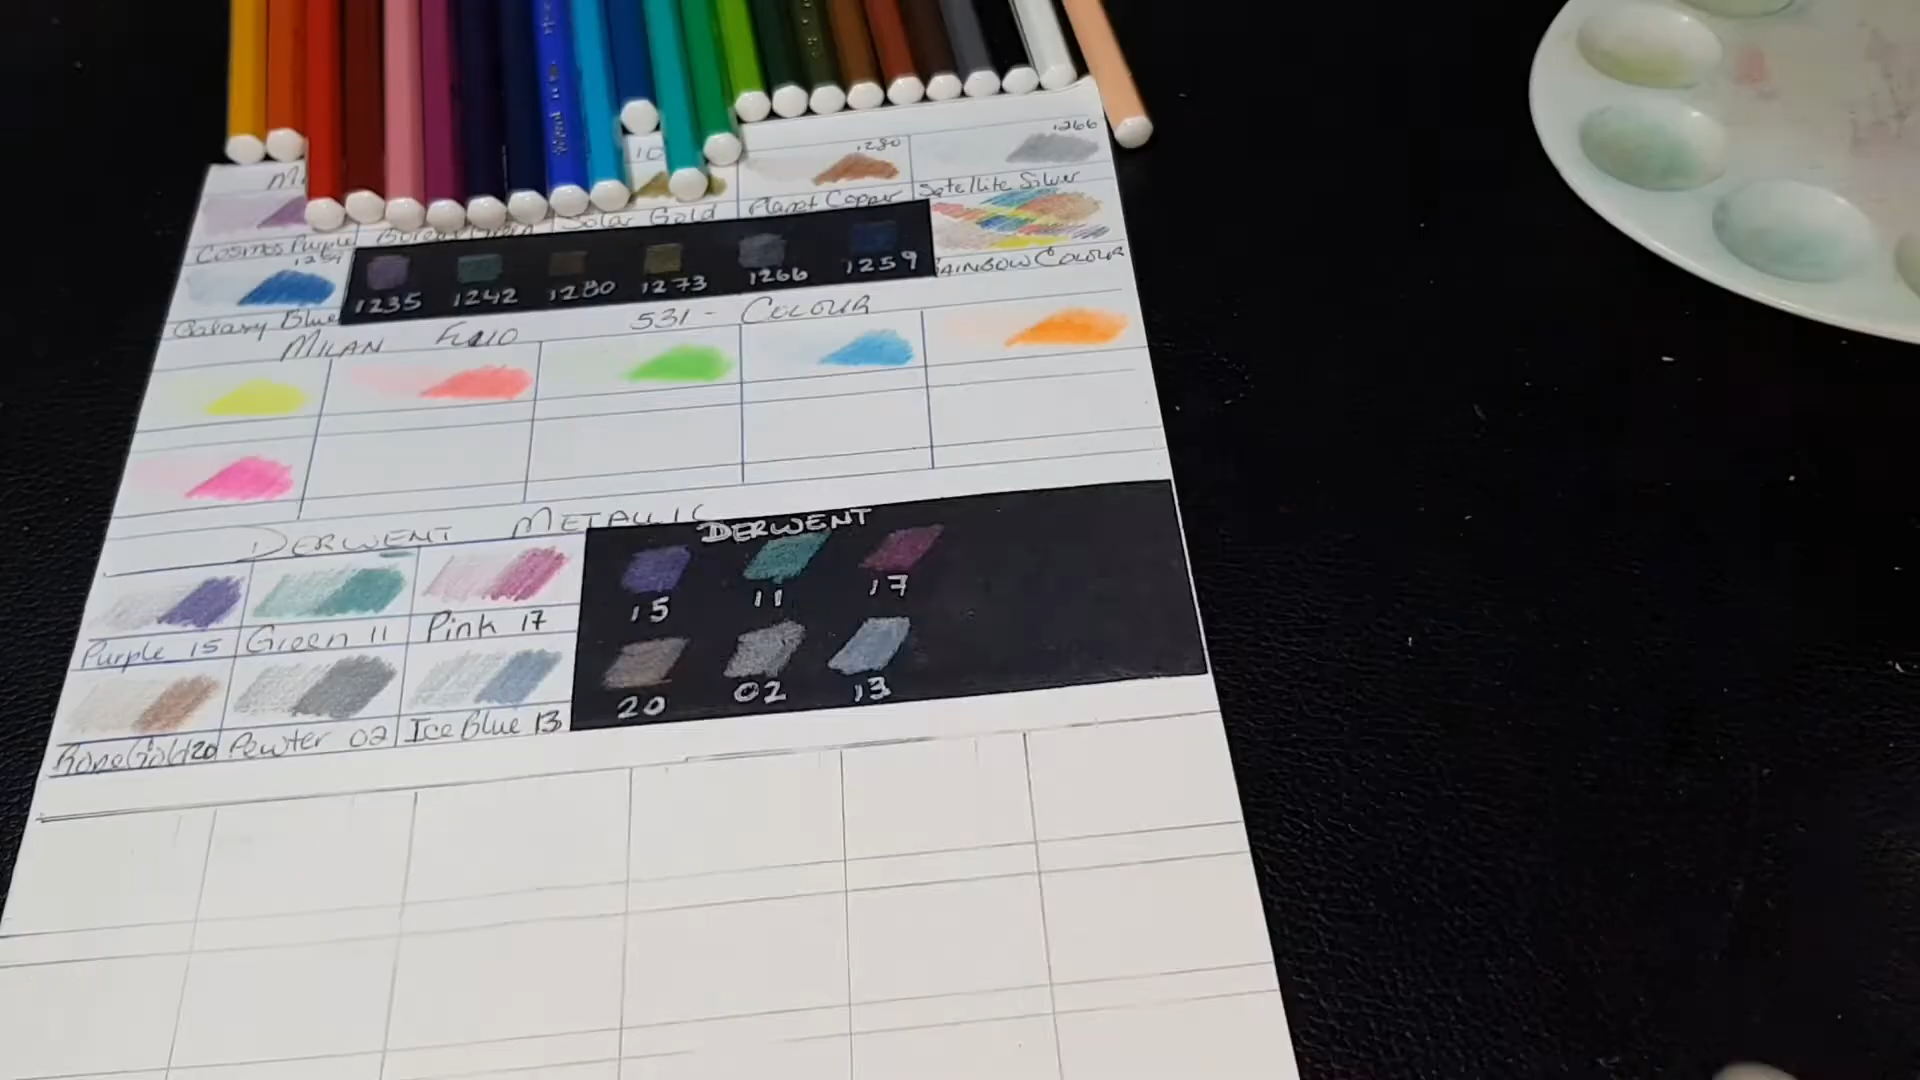 1280
1266
Solar Gold
Planet Copper
Satellite Silver
Cosmos Purple
Galaxy Blue
1235 1242 1280 1273 1266 1259
RAINBOW COLOUR
531 - COLOUR
MILAN
DERWENT METALLIC
DERWENT
15 11 17
Purple 15 Green 11 Pink 17
20 02 13
Rose Gold 20 Pewter 02 Ice Blue 13